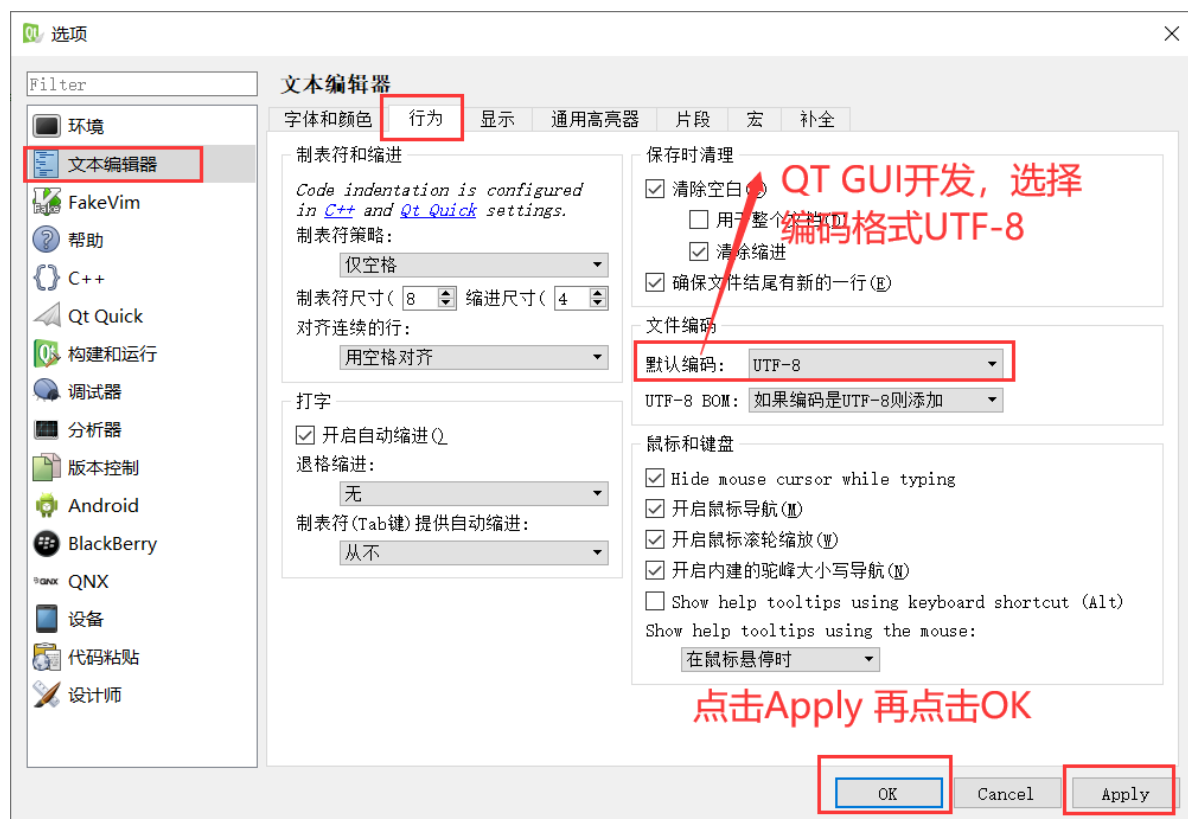 选项
Filter
环境
文本编辑器
FakeVim
帮助
C++
Qt Quick
构建和运行
调试器
分析器
版本控制
Android
BlackBerry
QNX
设备
代码粘贴
设计师
文本编辑器
字体和颜色 行为 显示 通用高亮器 片段 宏 补全
制表符和缩进
Code indentation is configured
in C++ and Qt Quick settings.
制表符策略:
仅空格
制表符尺寸( 8 缩进尺寸( 4
对齐连续的行:
用空格对齐
打字
开启自动缩进()
退格缩进:
无
制表符(Tab键)提供自动缩进:
从不
保存时清理
清除空白
用于整个文档(D)
清除缩进
确保文件结尾有新的一行(E)
QT GUI开发，选择
编码格式UTF-8
文件编码
默认编码: UTF-8
UTF-8 BOM: 如果编码是UTF-8则添加
鼠标和键盘
Hide mouse cursor while typing
开启鼠标导航(M)
开启鼠标滚轮缩放(W)
开启内建的驼峰大小写导航(N)
Show help tooltips using keyboard shortcut (Alt)
Show help tooltips using the mouse:
在鼠标悬停时
点击Apply 再点击OK
OK Cancel Apply